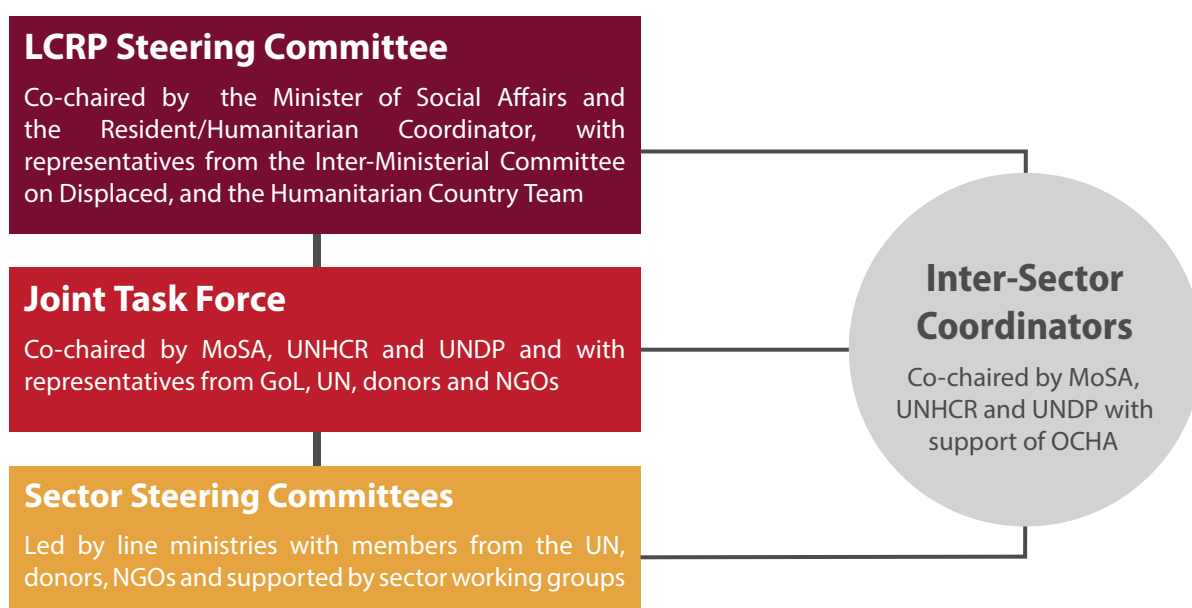 LCRP Steering Committee
Co-chaired by the Minister of Social Affairs and
the Resident/Humanitarian Coordinator, with
representatives from the Inter-Ministerial Committee
on Displaced, and the Humanitarian Country Team
Joint Task Force
Co-chaired by MoSA, UNHCR and UNDP and with
representatives from GoL, UN, donors and NGOs
Sector Steering Committees
Led by line ministries with members from the UN,
donors, NGOs and supported by sector working groups
Inter-Sector
Coordinators
Co-chaired by MoSA,
UNHCR and UNDP with
support of OCHA